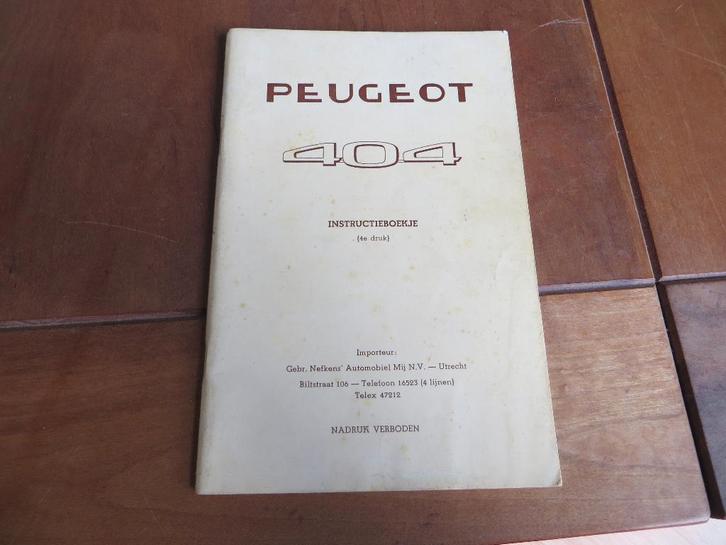 PEUGEOT
404
INSTRUCTIEBOEKJE
(4e druk)
Importeur:
Gebr. Nefkens' Automobiel Mij N.V. — Utrecht
Biltstraat 106 — Telefoon 16523 (4 lijnen)
Telex 47212
NADRUK VERBODEN